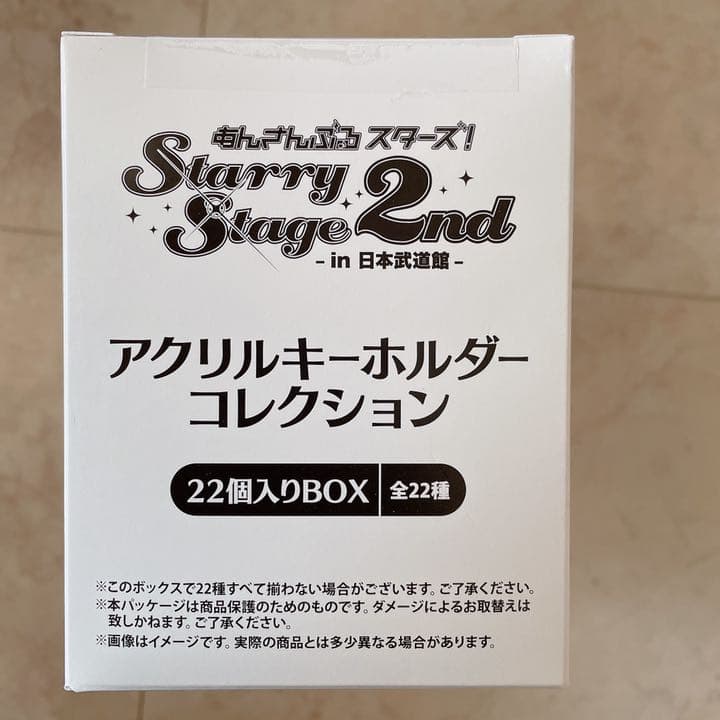 あんさんぶるスターズ!
Starry
Stage 2nd
– in 日本武道館 –
アクリルキーホルダー
コレクション
22個入りBOX 全22種
※このボックスで22種すべて揃わない場合がございます。ご了承ください。
※本パッケージは商品保護のためのものです。ダメージによるお取替えは
致しかねます。ご了承ください。
※画像はイメージです。実際の商品とは多少異なる場合があります。